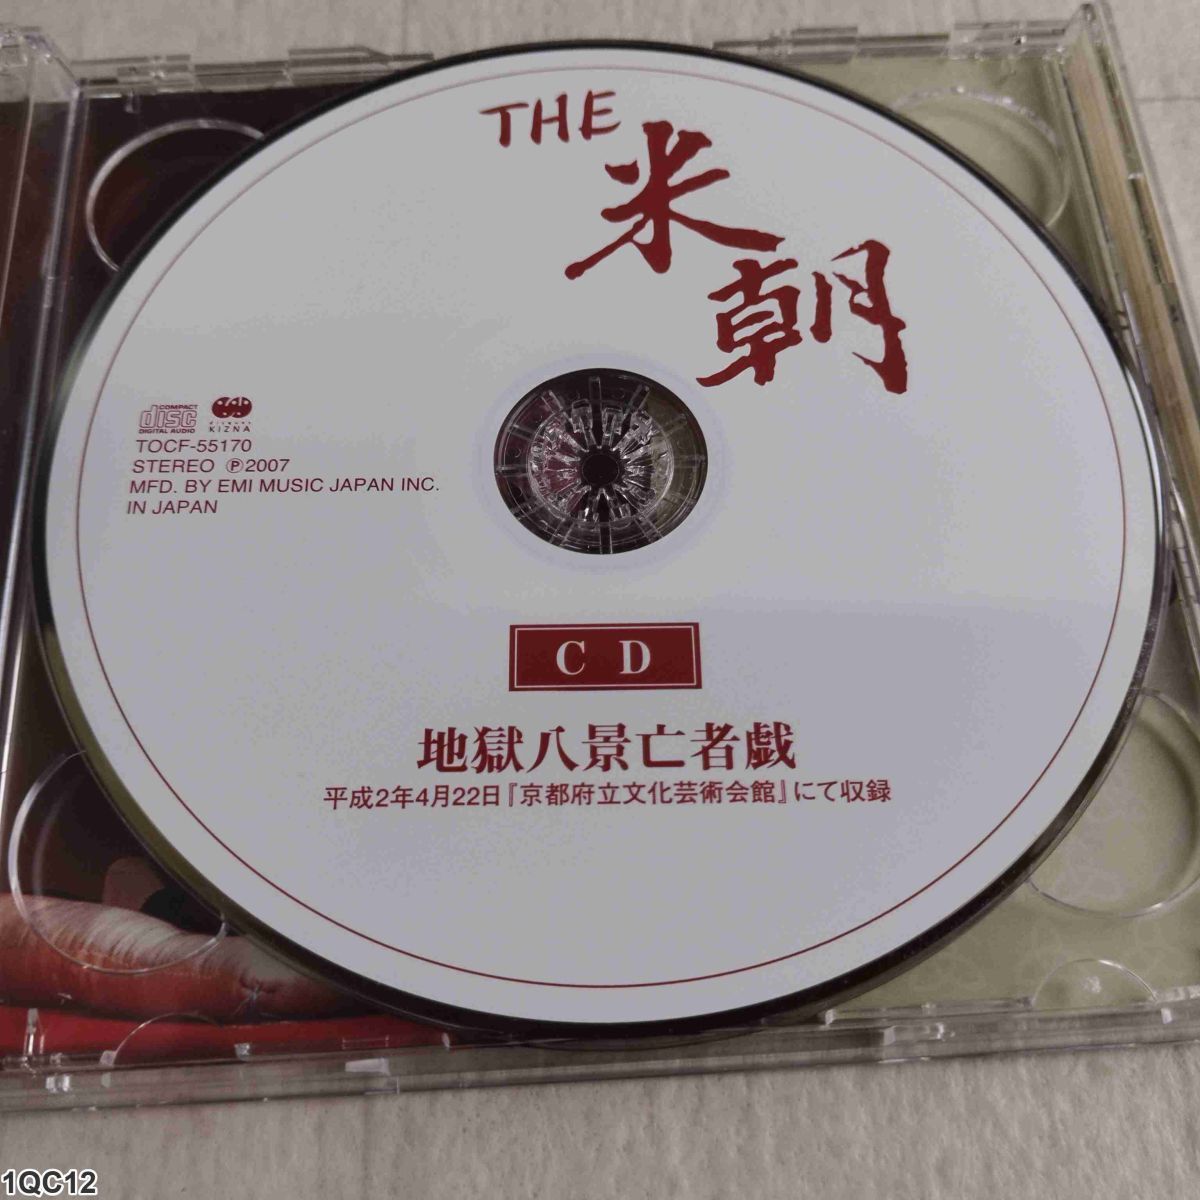 THE
米朝
COMPACT
disc
DIGITAL AUDIO
KIZNA
TOCF-55170
STEREO ℗2007
MFD. BY EMI MUSIC JAPAN INC.
IN JAPAN
CD
地獄八景亡者戯
平成2年4月22日『京都府立文化芸術会館』にて収録
1QC12